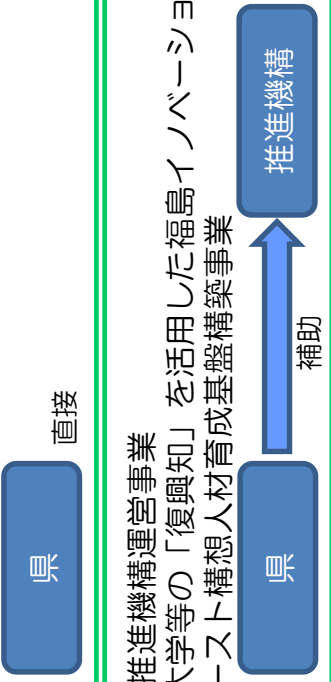 県
直接
推進機構運営事業
大学等の「復興知」を活用した福島イノベーショ
ースト構想人材育成基盤構築事業
県
補助
推進機構